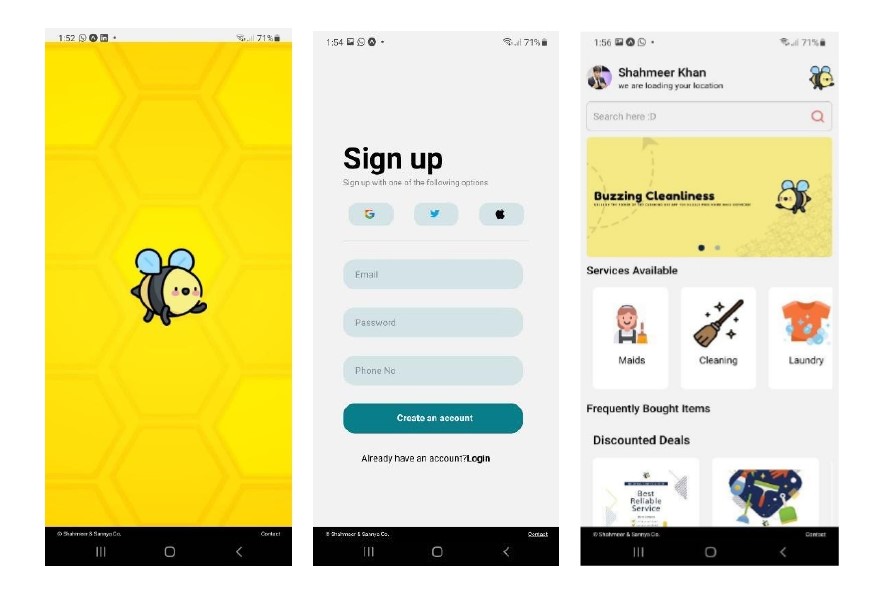 1:52
71%
© Shahmeer & Sannya Co.
Contact
1:54
71%
Sign up
Sign up with one of the following options
Email
Password
Phone No
Create an account
Already have an account?Login
© Shahmeer & Sannya Co.
Contact
1:56
71%
Shahmeer Khan
we are loading your location
Search here :D
Buzzing Cleanliness
Services Available
Maids
Cleaning
Laundry
Frequently Bought Items
Discounted Deals
Best
Reliable
Service
© Shahmeer & Sannya Co.
Contact